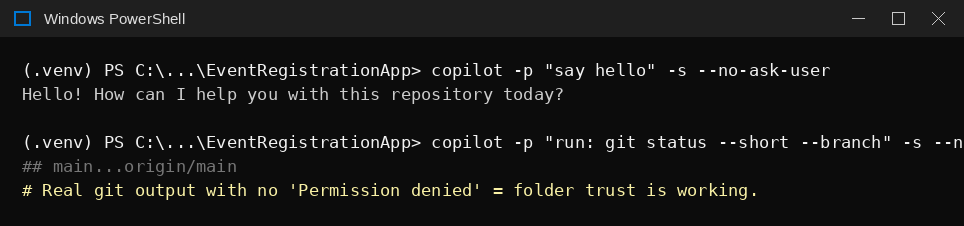 Windows PowerShell
(.venv) PS C:\...\EventRegistrationApp> copilot -p "say hello" -s --no-ask-user
Hello! How can I help you with this repository today?
(.venv) PS C:\...\EventRegistrationApp> copilot -p "run: git status --short --branch" -s --n
## main...origin/main
# Real git output with no 'Permission denied' = folder trust is working.